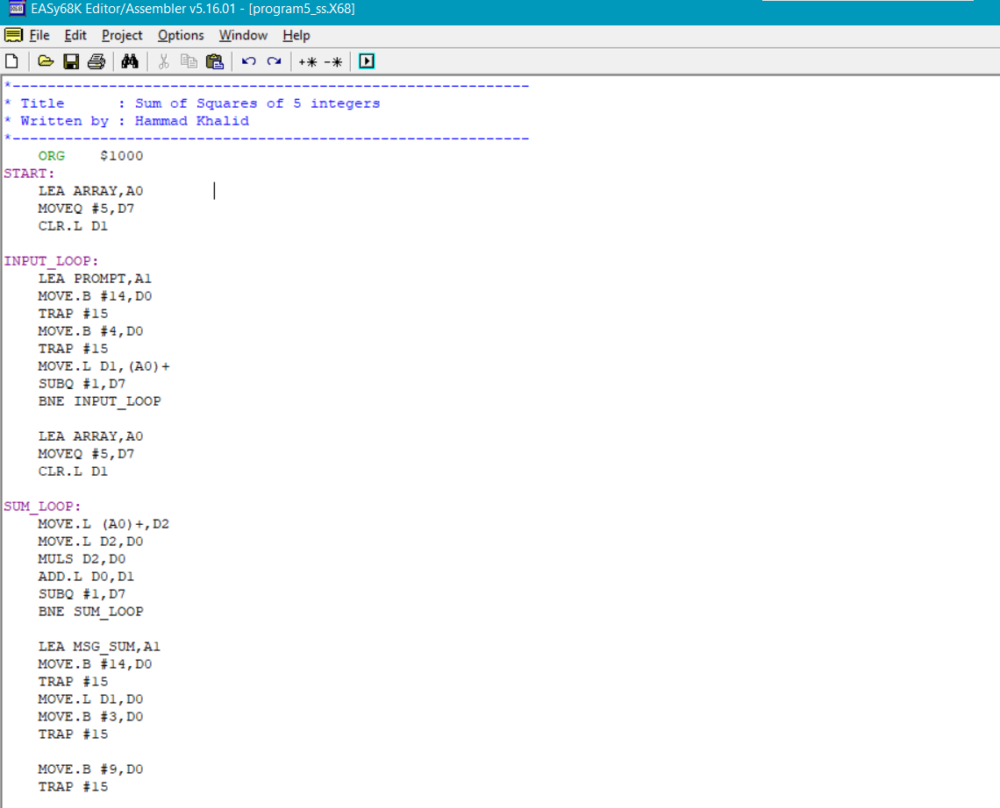 EASy68K Editor/Assembler v5.16.01 - [program5_ss.X68]
File Edit Project Options Window Help
*-----------------------------------------------------------
* Title      : Sum of Squares of 5 integers
* Written by : Hammad Khalid
*-----------------------------------------------------------
    ORG    $1000
START:
    LEA ARRAY,A0
    MOVEQ #5,D7
    CLR.L D1

INPUT_LOOP:
    LEA PROMPT,A1
    MOVE.B #14,D0
    TRAP #15
    MOVE.B #4,D0
    TRAP #15
    MOVE.L D1,(A0)+
    SUBQ #1,D7
    BNE INPUT_LOOP

    LEA ARRAY,A0
    MOVEQ #5,D7
    CLR.L D1

SUM_LOOP:
    MOVE.L (A0)+,D2
    MOVE.L D2,D0
    MULS D2,D0
    ADD.L D0,D1
    SUBQ #1,D7
    BNE SUM_LOOP

    LEA MSG_SUM,A1
    MOVE.B #14,D0
    TRAP #15
    MOVE.L D1,D0
    MOVE.B #3,D0
    TRAP #15

    MOVE.B #9,D0
    TRAP #15